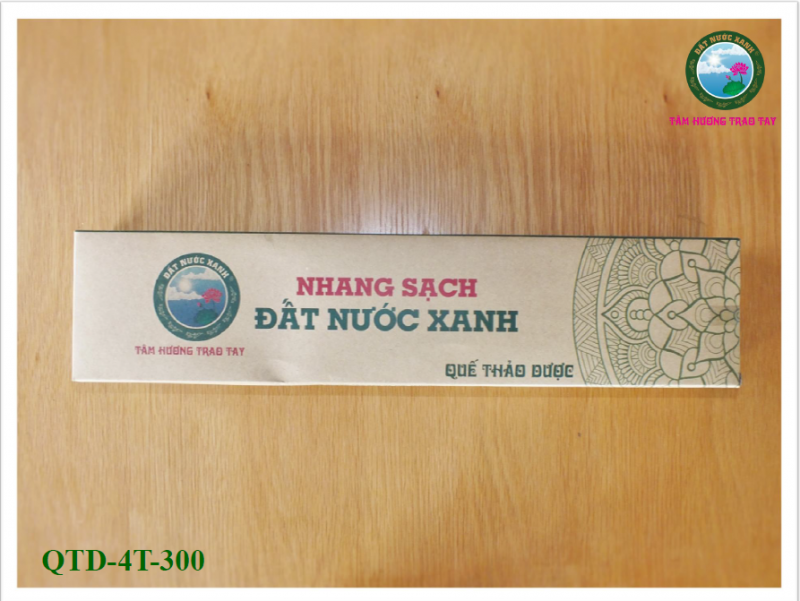 ĐẤT NƯỚC XANH
TÂM HƯƠNG TRAO TAY
ĐẤT NƯỚC XANH
TÂM HƯƠNG TRAO TAY
NHANG SẠCH
ĐẤT NƯỚC XANH
QUẾ THẢO DƯỢC
QTD-4T-300